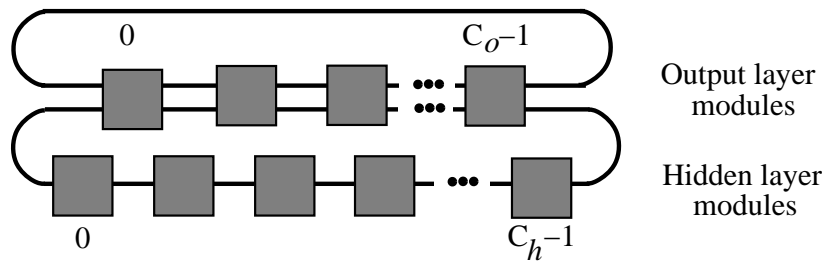 0
C_o–1
Output layer
modules
Hidden layer
modules
0
C_h–1